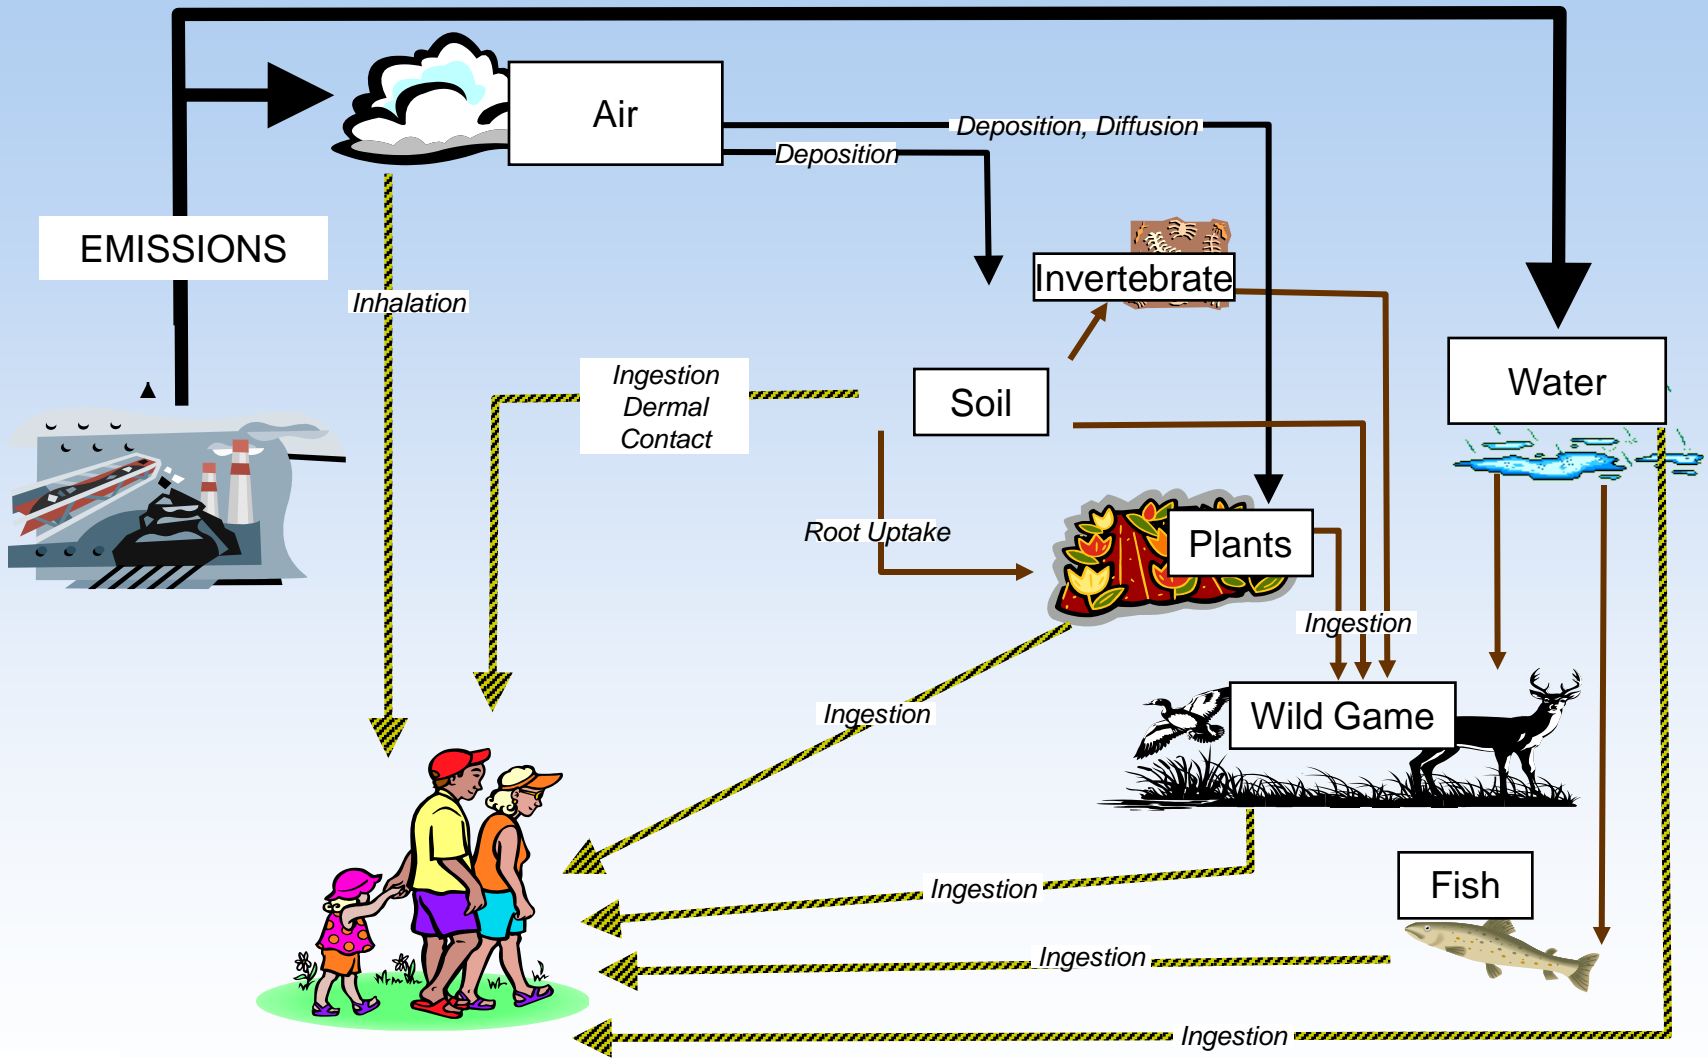 Air
Deposition, Diffusion
Deposition
EMISSIONS
Invertebrate
Inhalation
Ingestion
Dermal
Contact
Soil
Water
Root Uptake
Plants
Ingestion
Ingestion
Wild Game
Ingestion
Fish
Ingestion
Ingestion